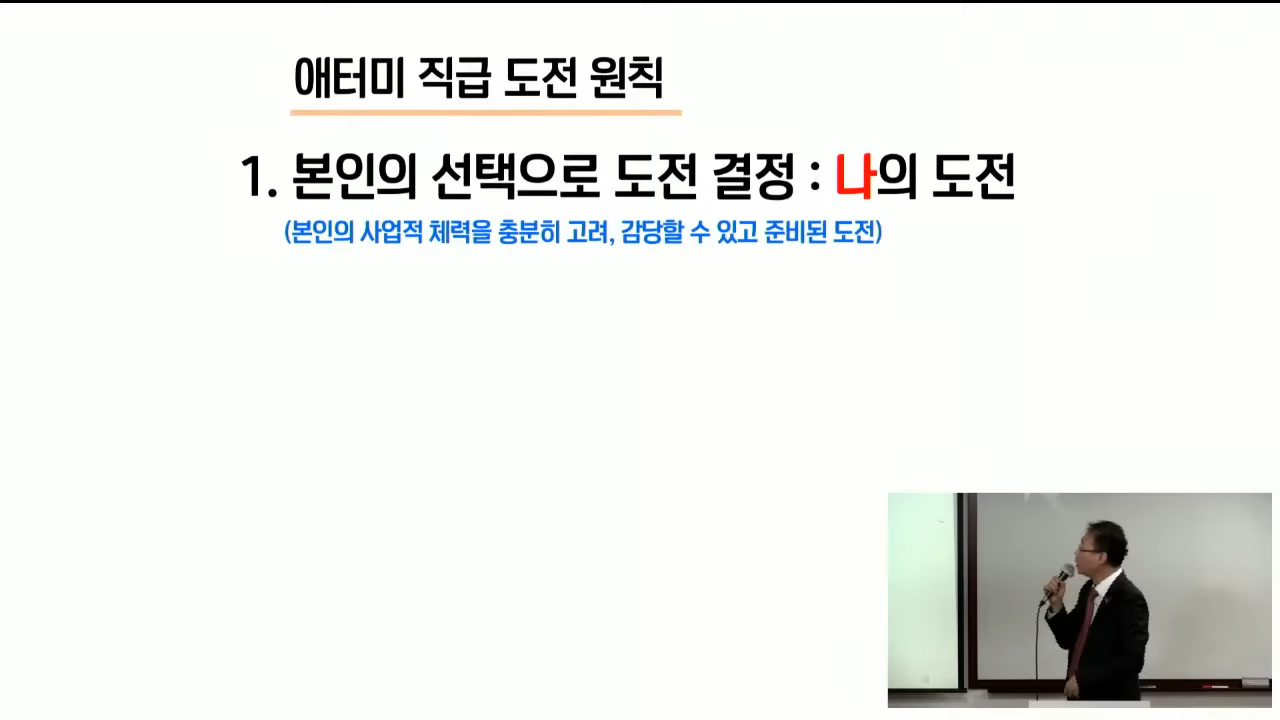 애터미 직급 도전 원칙
1. 본인의 선택으로 도전 결정 : 나의 도전
(본인의 사업적 체력을 충분히 고려, 감당할 수 있고 준비된 도전)